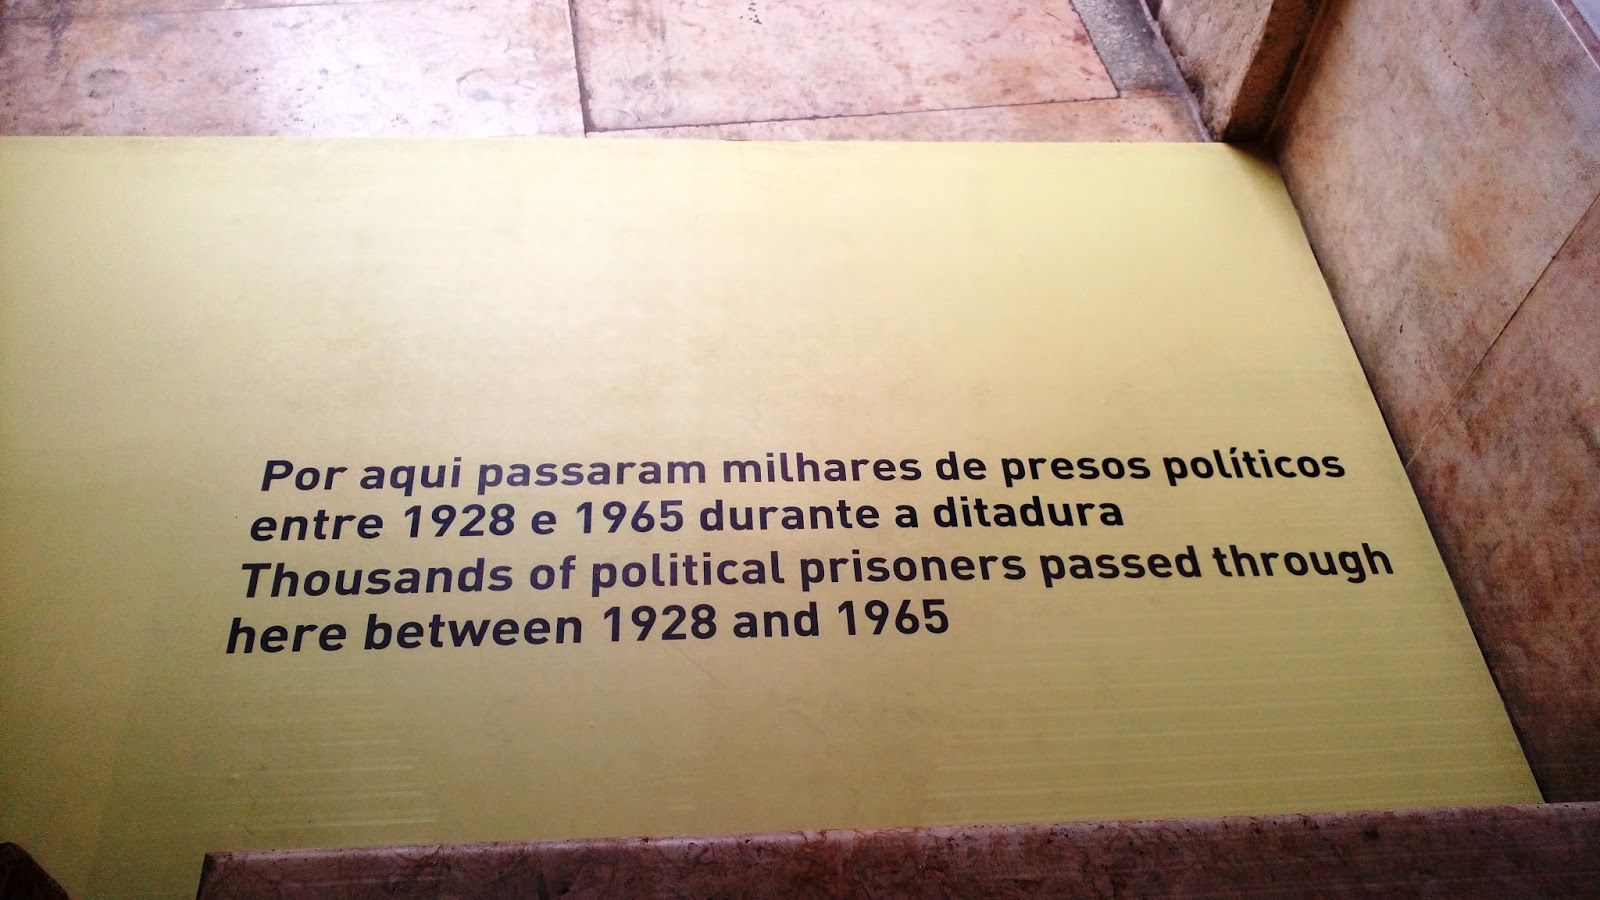 Por aqui passaram milhares de presos políticos
entre 1928 e 1965 durante a ditadura
Thousands of political prisoners passed through
here between 1928 and 1965